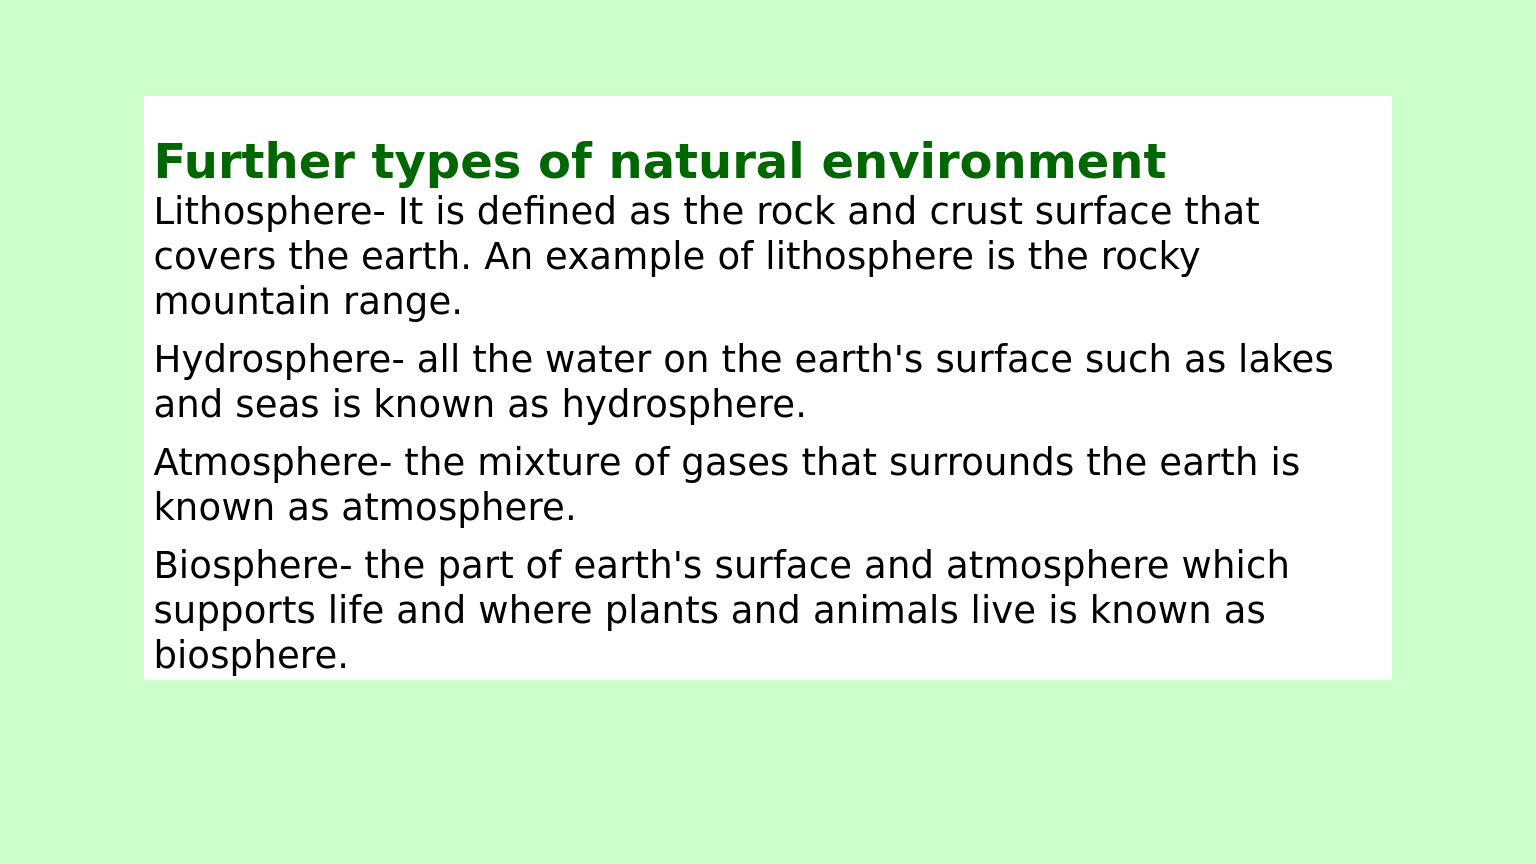 Further types of natural environment
Lithosphere- It is defined as the rock and crust surface that
covers the earth. An example of lithosphere is the rocky
mountain range.
Hydrosphere- all the water on the earth's surface such as lakes
and seas is known as hydrosphere.
Atmosphere- the mixture of gases that surrounds the earth is
known as atmosphere.
Biosphere- the part of earth's surface and atmosphere which
supports life and where plants and animals live is known as
biosphere.